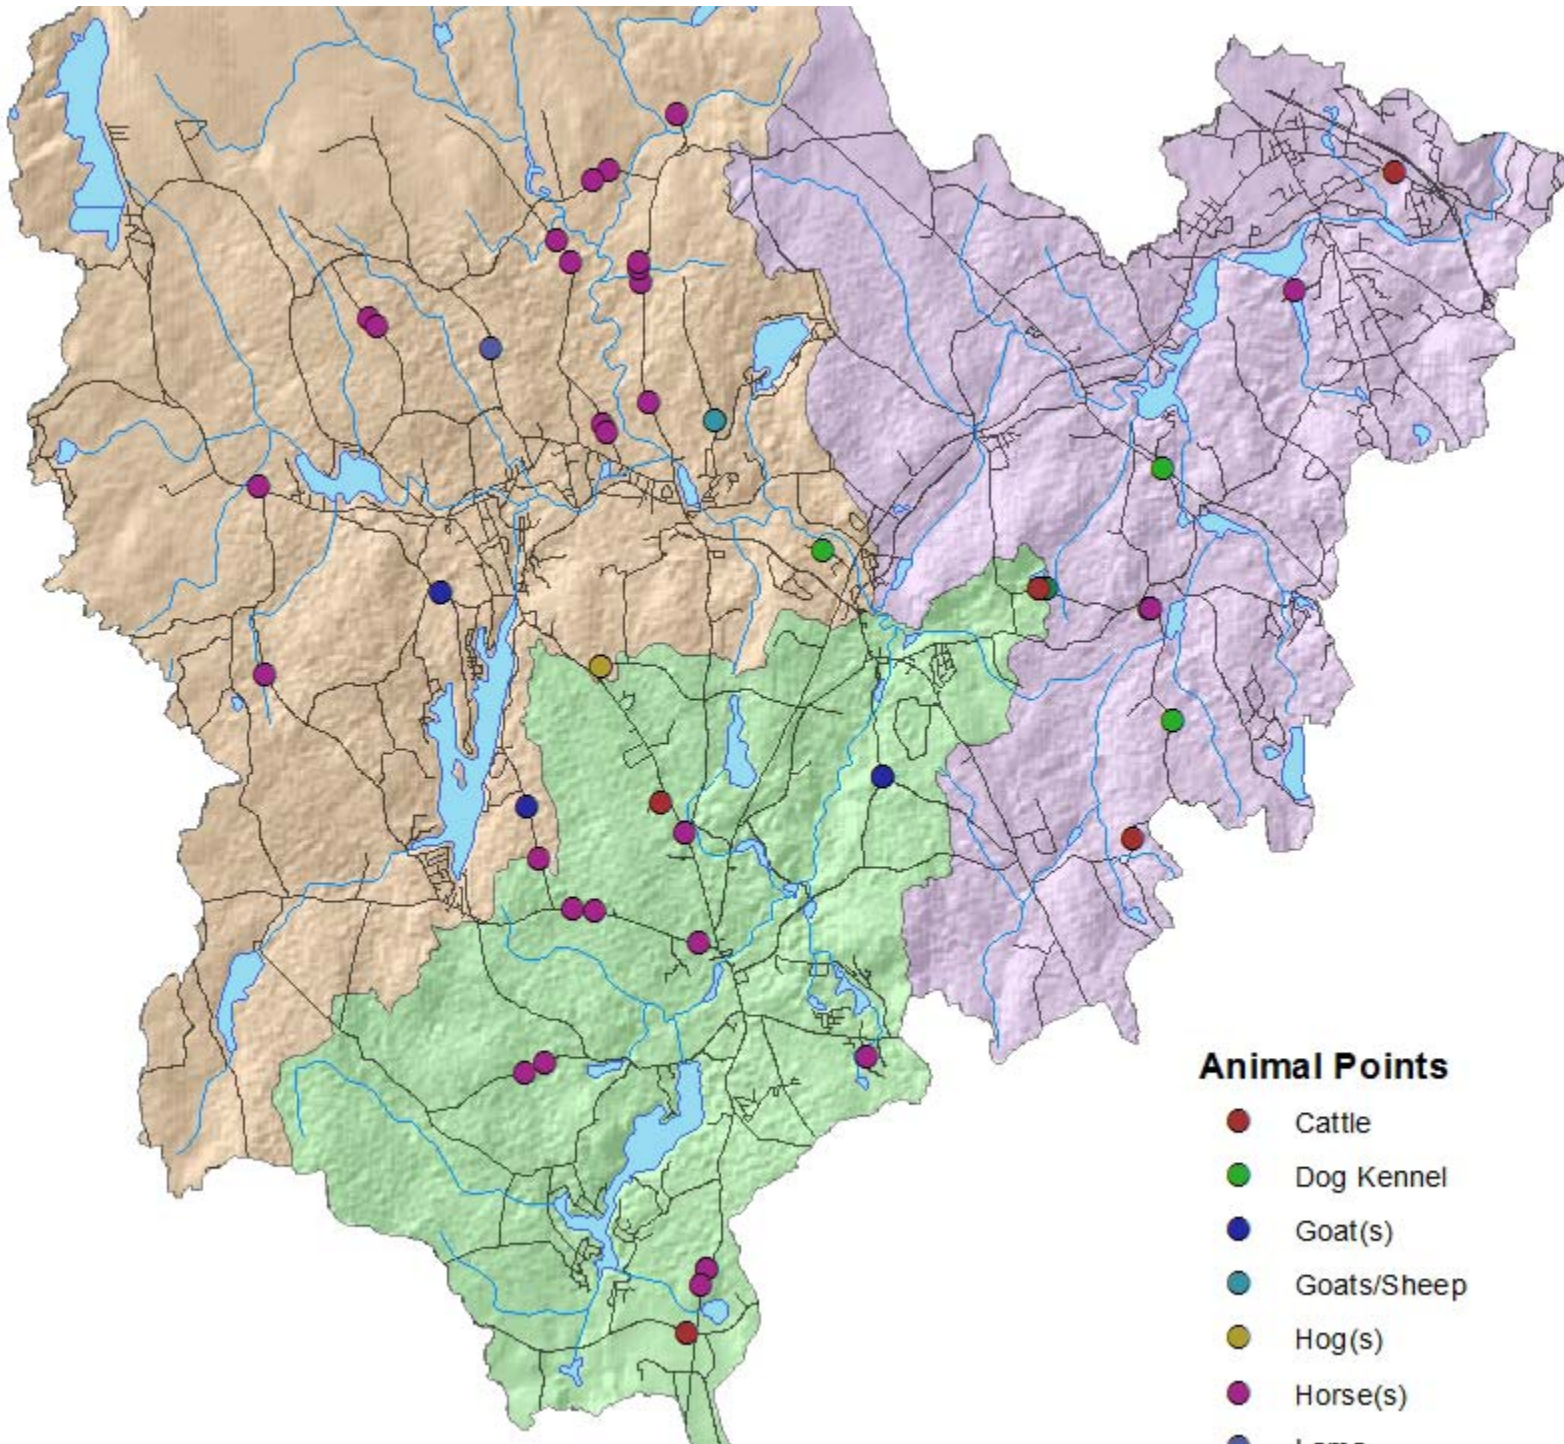 Animal Points
Cattle
Dog Kennel
Goat(s)
Goats/Sheep
Hog(s)
Horse(s)